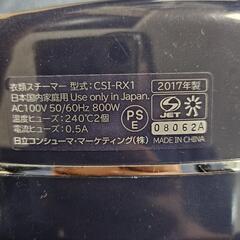 衣類スチーマー 型式：CSI-RX1
日本国内家庭用 Use only in Japan.
AC100V 50/60Hz 800W
温度ヒューズ：240℃2個
電流ヒューズ：0.5A
日立コンシューマ・マーケティング(株)
2017年製
PS
E
S
JET
08062A
MADE IN CHINA